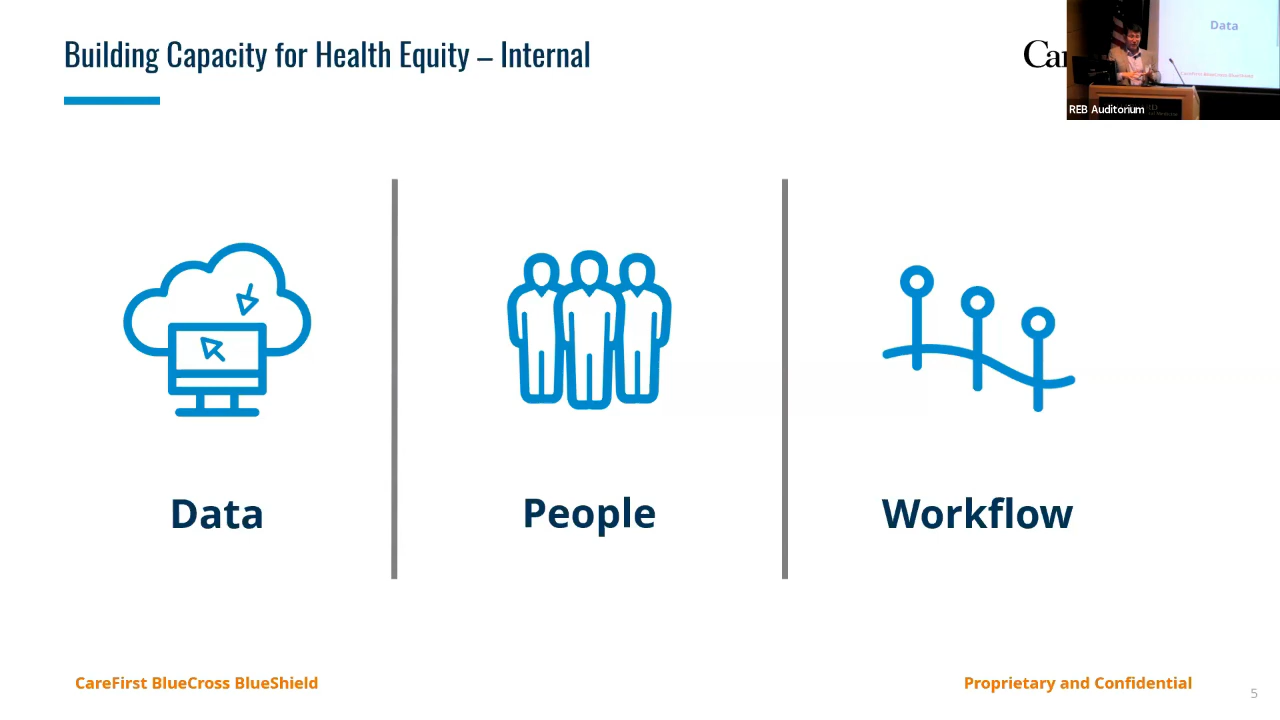 Building Capacity for Health Equity – Internal
Data
REB Auditorium
Data
People
Workflow
CareFirst BlueCross BlueShield
Proprietary and Confidential
5